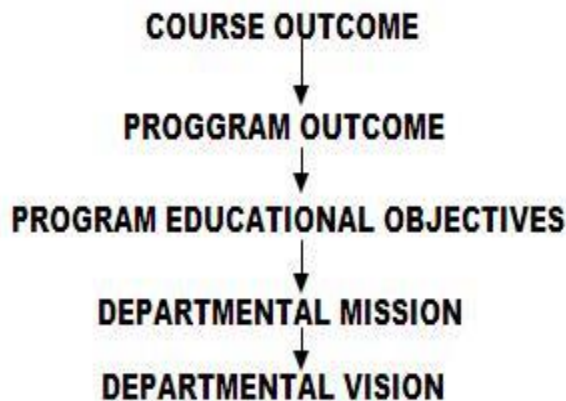 COURSE OUTCOME
PROGGRAM OUTCOME
PROGRAM EDUCATIONAL OBJECTIVES
DEPARTMENTAL MISSION
DEPARTMENTAL VISION